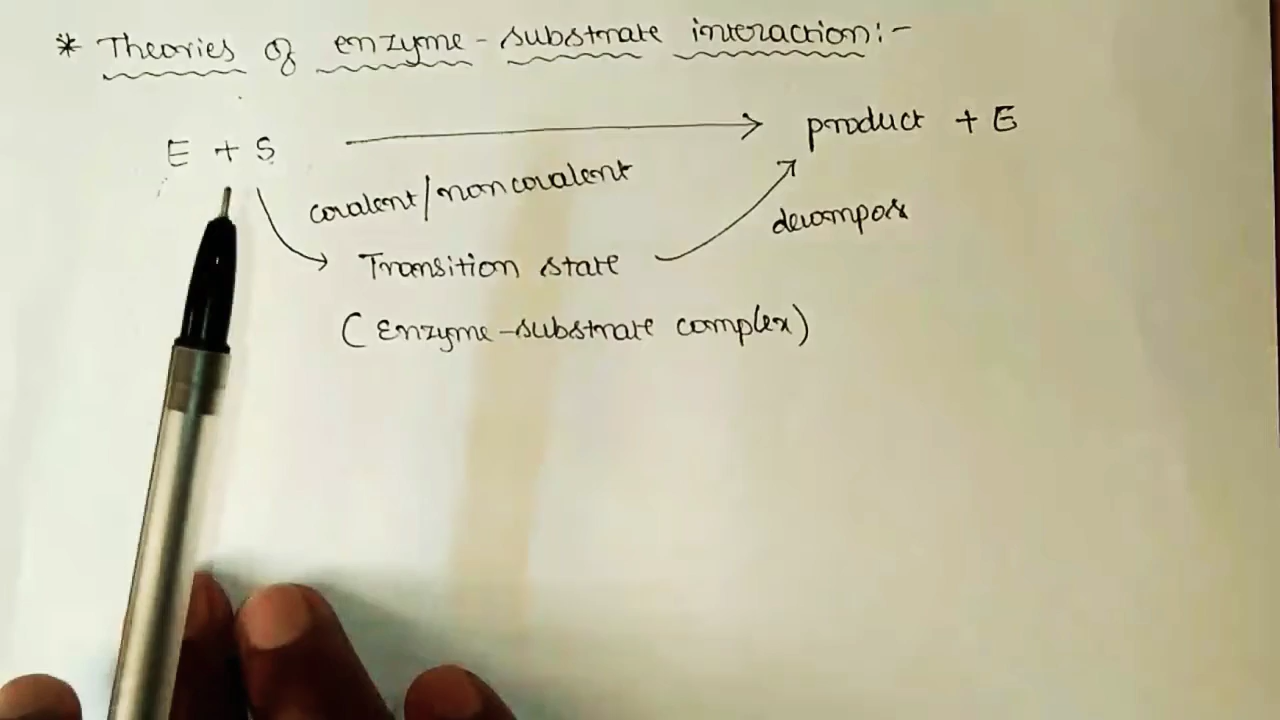 * Theories of enzyme - substrate interaction:-
E + S → product + E
covalent/noncovalent
decompose
Transition state
(Enzyme-substrate complex)